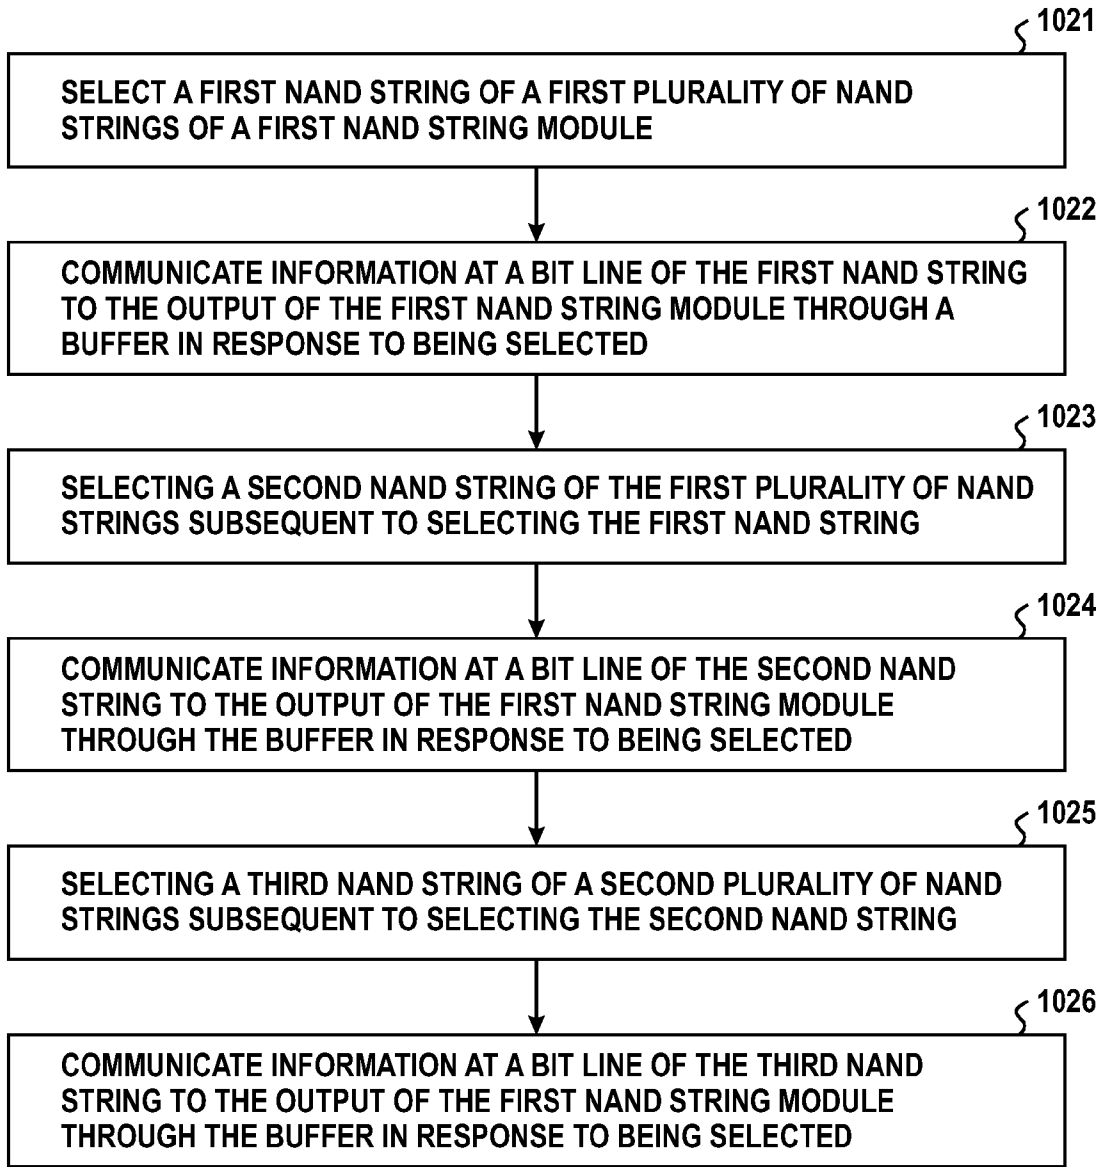 1021
SELECT A FIRST NAND STRING OF A FIRST PLURALITY OF NAND
STRINGS OF A FIRST NAND STRING MODULE
1022
COMMUNICATE INFORMATION AT A BIT LINE OF THE FIRST NAND STRING
TO THE OUTPUT OF THE FIRST NAND STRING MODULE THROUGH A
BUFFER IN RESPONSE TO BEING SELECTED
1023
SELECTING A SECOND NAND STRING OF THE FIRST PLURALITY OF NAND
STRINGS SUBSEQUENT TO SELECTING THE FIRST NAND STRING
1024
COMMUNICATE INFORMATION AT A BIT LINE OF THE SECOND NAND
STRING TO THE OUTPUT OF THE FIRST NAND STRING MODULE
THROUGH THE BUFFER IN RESPONSE TO BEING SELECTED
1025
SELECTING A THIRD NAND STRING OF A SECOND PLURALITY OF NAND
STRINGS SUBSEQUENT TO SELECTING THE SECOND NAND STRING
1026
COMMUNICATE INFORMATION AT A BIT LINE OF THE THIRD NAND
STRING TO THE OUTPUT OF THE FIRST NAND STRING MODULE
THROUGH THE BUFFER IN RESPONSE TO BEING SELECTED